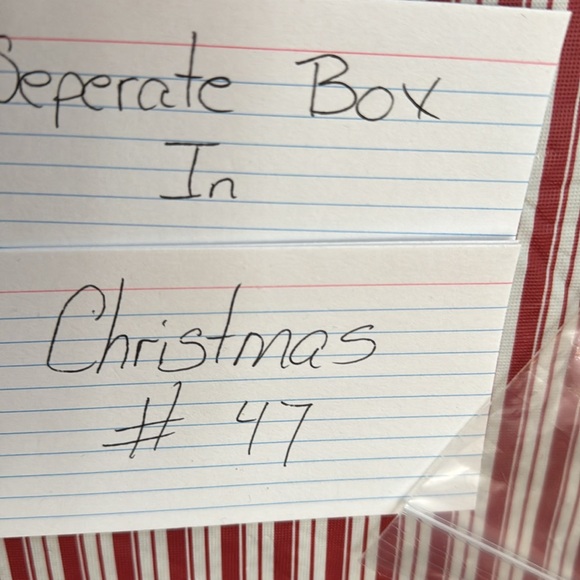 Seperate Box
In
Christmas
# 47